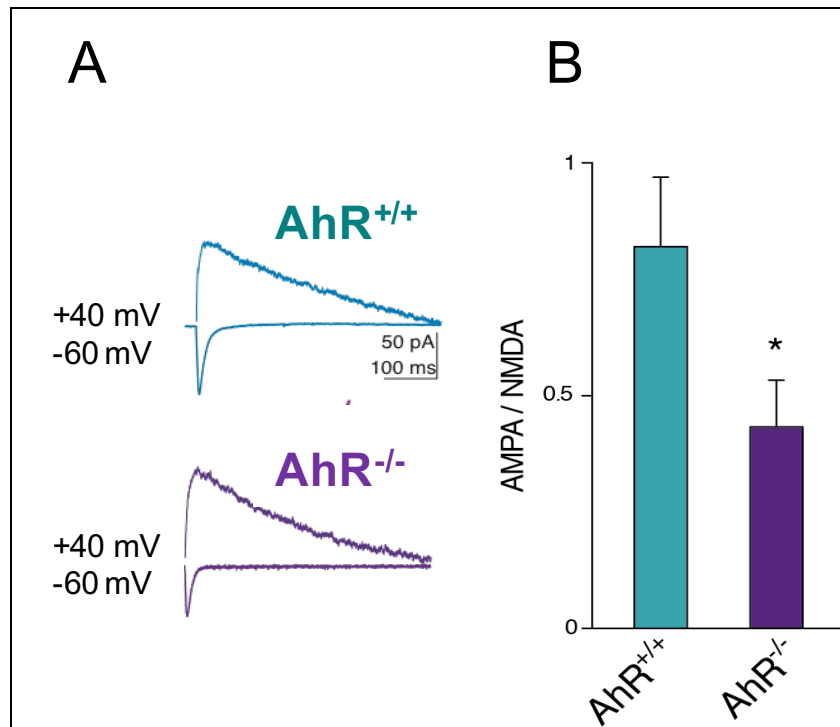 A
AhR+/+
+40 mV
-60 mV
50 pA
100 ms
AhR-/-
+40 mV
-60 mV
B
1
0.5
0
AMPA / NMDA
*
AhR+/+
AhR-/-